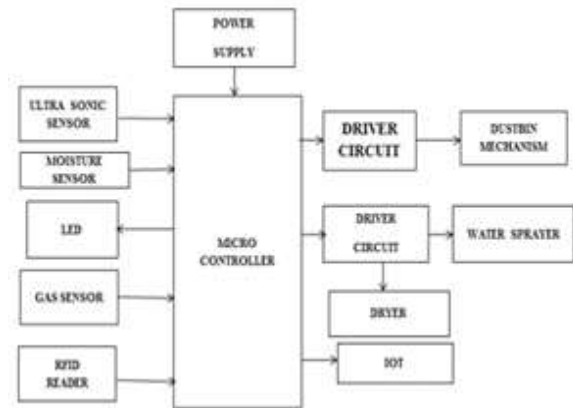 POWER
SUPPLY
ULTRA SONIC
SENSOR
MOISTURE
SENSOR
LED
GAS SENSOR
RFID
READER
MICRO
CONTROLLER
DRIVER
CIRCUIT
DUSTBIN
MECHANISM
DRIVER
CIRCUIT
WATER SPRAYER
DRYER
IOT